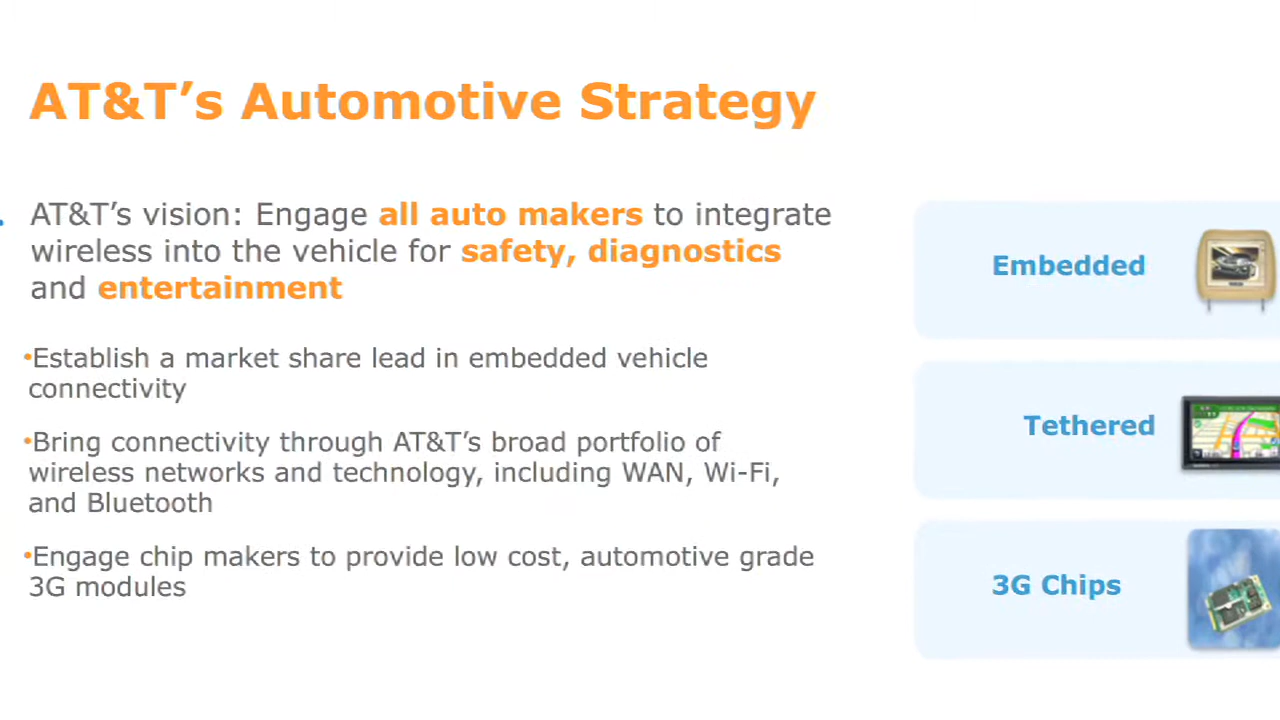 AT&T’s Automotive Strategy
AT&T’s vision: Engage all auto makers to integrate
wireless into the vehicle for safety, diagnostics
and entertainment
•Establish a market share lead in embedded vehicle
connectivity
•Bring connectivity through AT&T’s broad portfolio of
wireless networks and technology, including WAN, Wi-Fi,
and Bluetooth
•Engage chip makers to provide low cost, automotive grade
3G modules
Embedded
Tethered
3G Chips